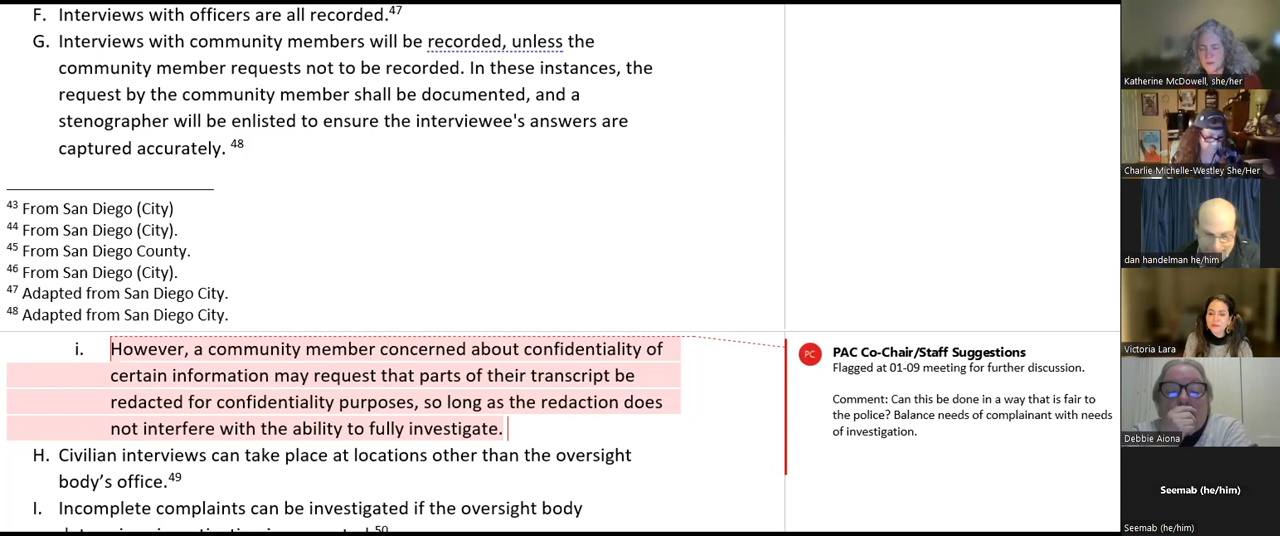 F. Interviews with officers are all recorded.47
G. Interviews with community members will be recorded, unless the
community member requests not to be recorded. In these instances, the
request by the community member shall be documented, and a
stenographer will be enlisted to ensure the interviewee's answers are
captured accurately. 48
43 From San Diego (City)
44 From San Diego (City).
45 From San Diego County.
46 From San Diego (City).
47 Adapted from San Diego City.
48 Adapted from San Diego City.
i. However, a community member concerned about confidentiality of
certain information may request that parts of their transcript be
redacted for confidentiality purposes, so long as the redaction does
not interfere with the ability to fully investigate.
H. Civilian interviews can take place at locations other than the oversight
body's office.49
I. Incomplete complaints can be investigated if the oversight body
50
PC
PAC Co-Chair/Staff Suggestions
Flagged at 01-09 meeting for further discussion.
Comment: Can this be done in a way that is fair to
the police? Balance needs of complainant with needs
of investigation.
Katherine McDowell, she/her
Charlie Michelle-Westley She/Her
dan handelman he/him
Victoria Lara
Debbie Aiona
Seemab (he/him)
Seemab (he/him)